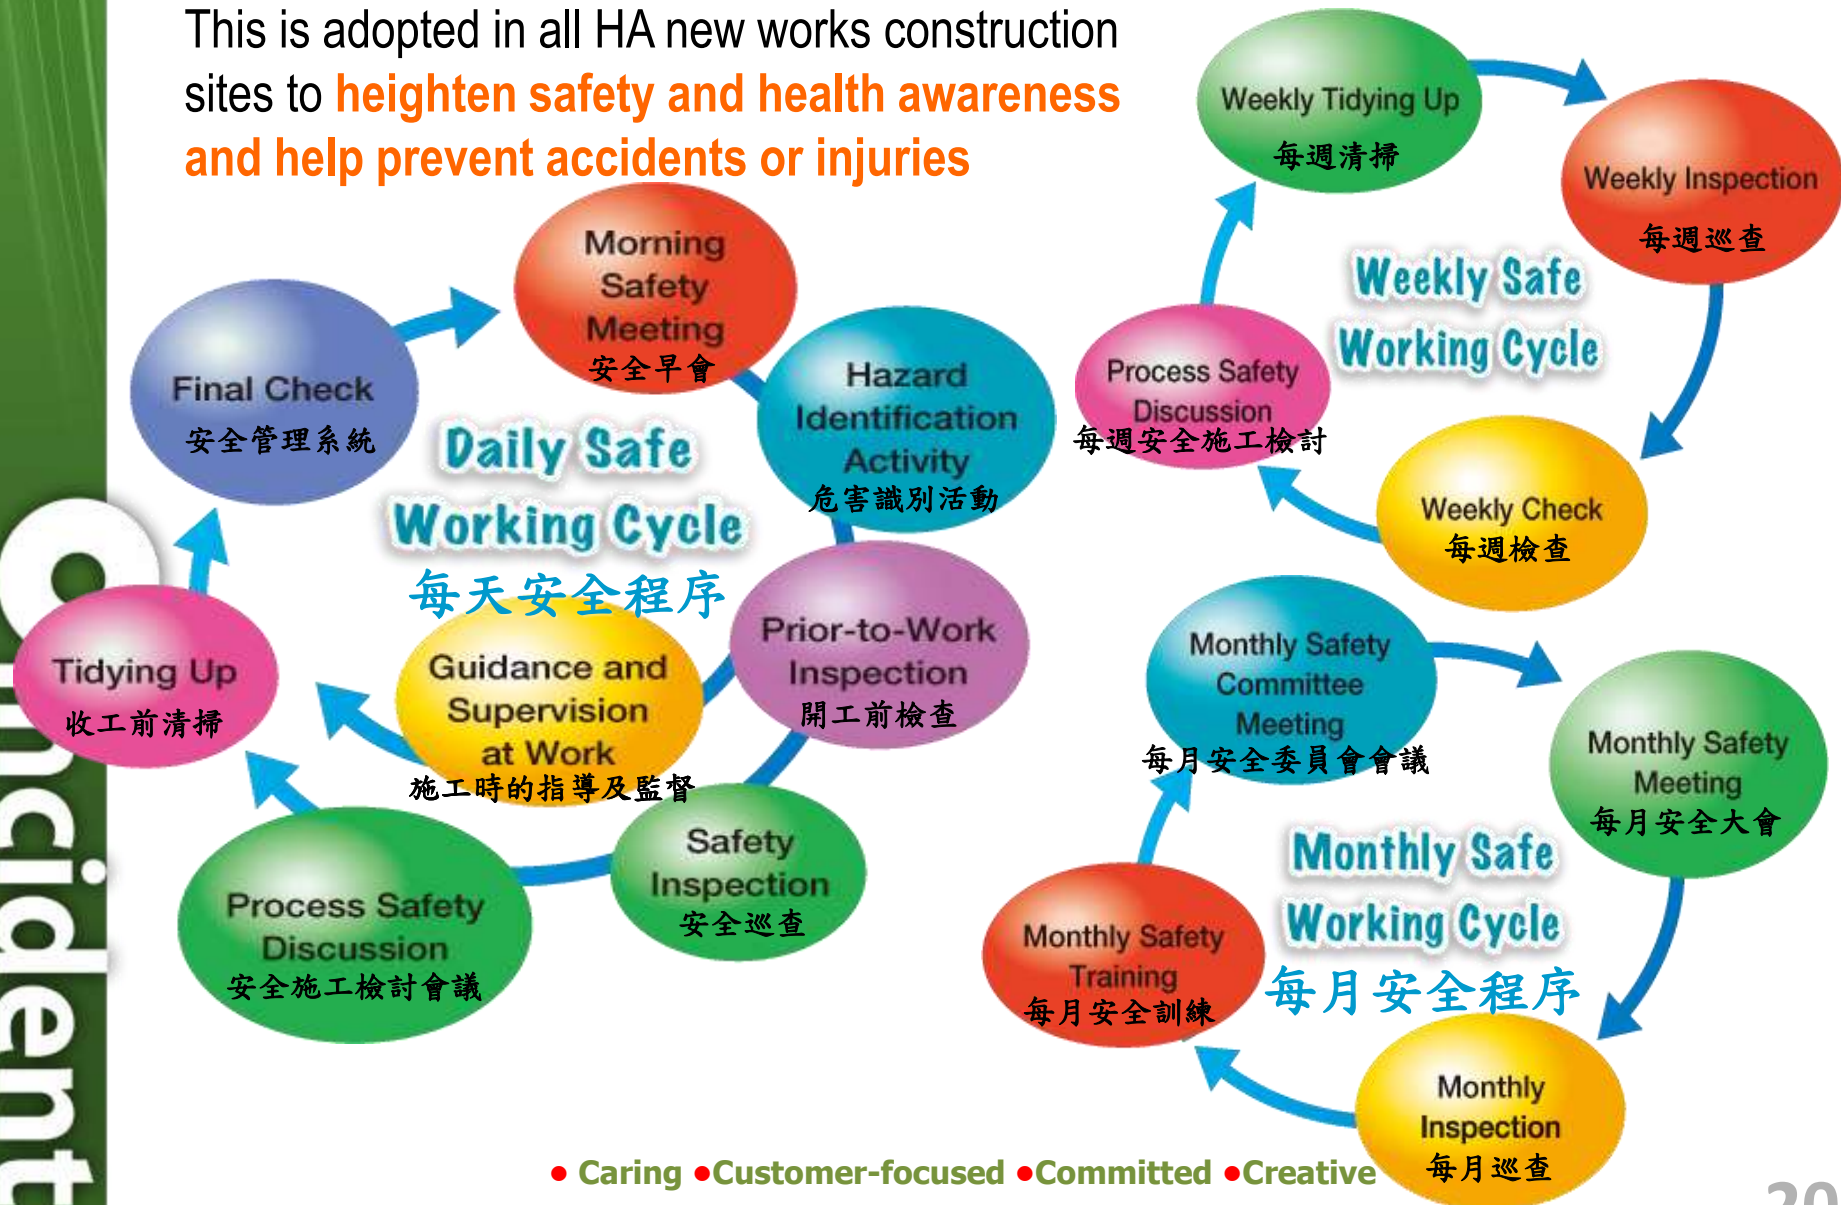 This is adopted in all HA new works construction
sites to heighten safety and health awareness
and help prevent accidents or injuries
Morning
Safety
Meeting
安全早會
Hazard
Identification
Activity
危害識別活動
Prior-to-Work
Inspection
開工前檢查
Safety
Inspection
安全巡查
Guidance and
Supervision
at Work
施工時的指導及監督
Process Safety
Discussion
安全施工檢討會議
Tidying Up
收工前清掃
Final Check
安全管理系統
Daily Safe
Working Cycle
每天安全程序
Weekly Tidying Up
每週清掃
Weekly Inspection
每週巡查
Weekly Check
每週檢查
Process Safety
Discussion
每週安全施工檢討
Weekly Safe
Working Cycle
Monthly Safety
Committee
Meeting
每月安全委員會會議
Monthly Safety
Meeting
每月安全大會
Monthly
Inspection
每月巡查
Monthly Safety
Training
每月安全訓練
Monthly Safe
Working Cycle
每月安全程序
• Caring •Customer-focused •Committed •Creative
20